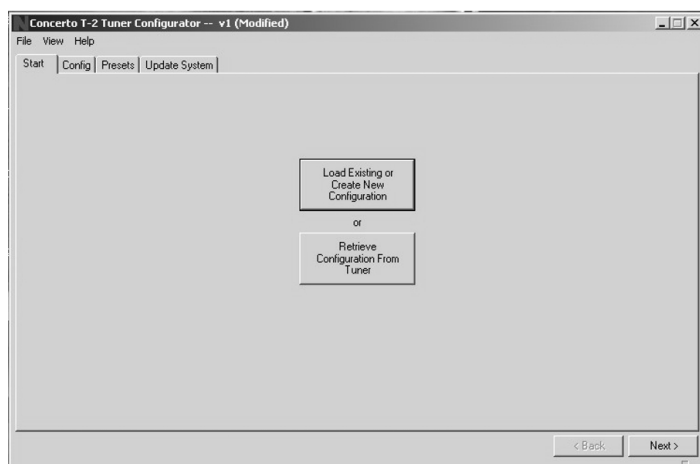 Concerto T-2 Tuner Configurator -- v1 (Modified)
File View Help
Start Config Presets Update System
Load Existing or
Create New
Configuration
or
Retrieve
Configuration From
Tuner
< Back Next >